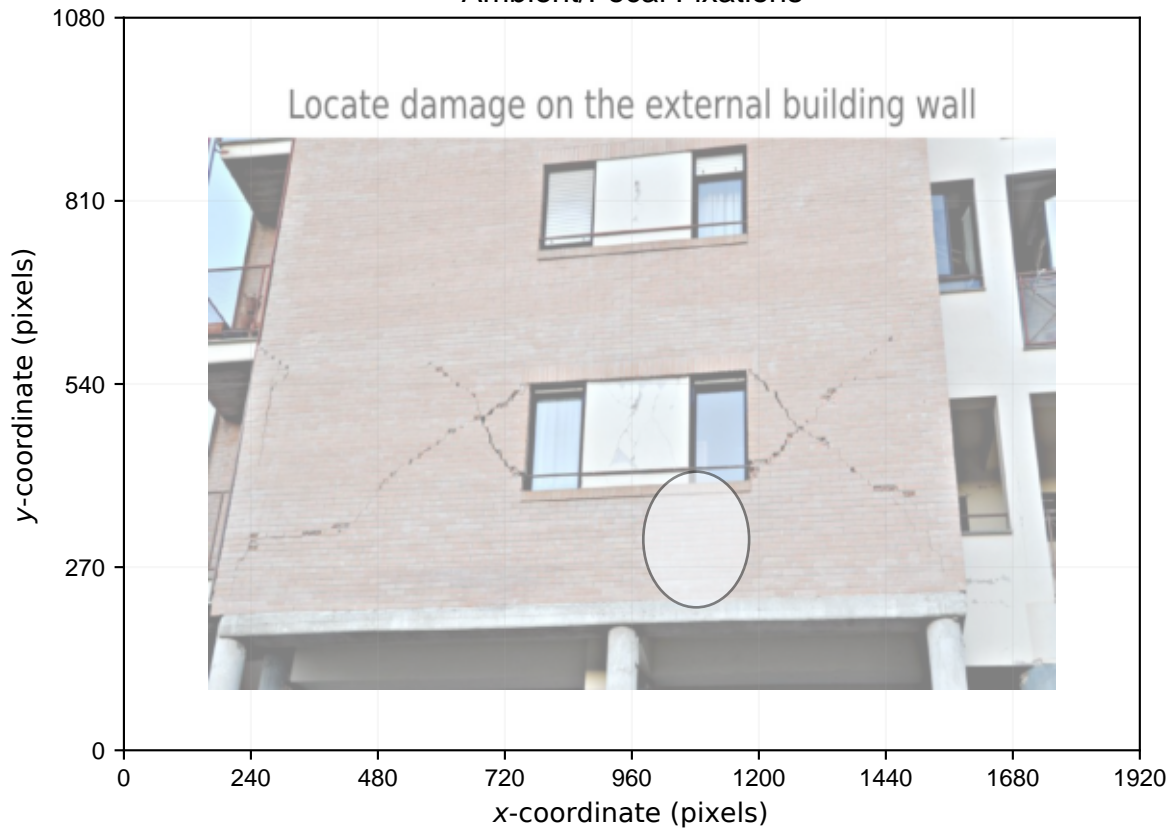 Ambient/Focal Fixations
1080
Locate damage on the external building wall
810
540
270
0
0 240 480 720 960 1200 1440 1680 1920
y-coordinate (pixels)
x-coordinate (pixels)